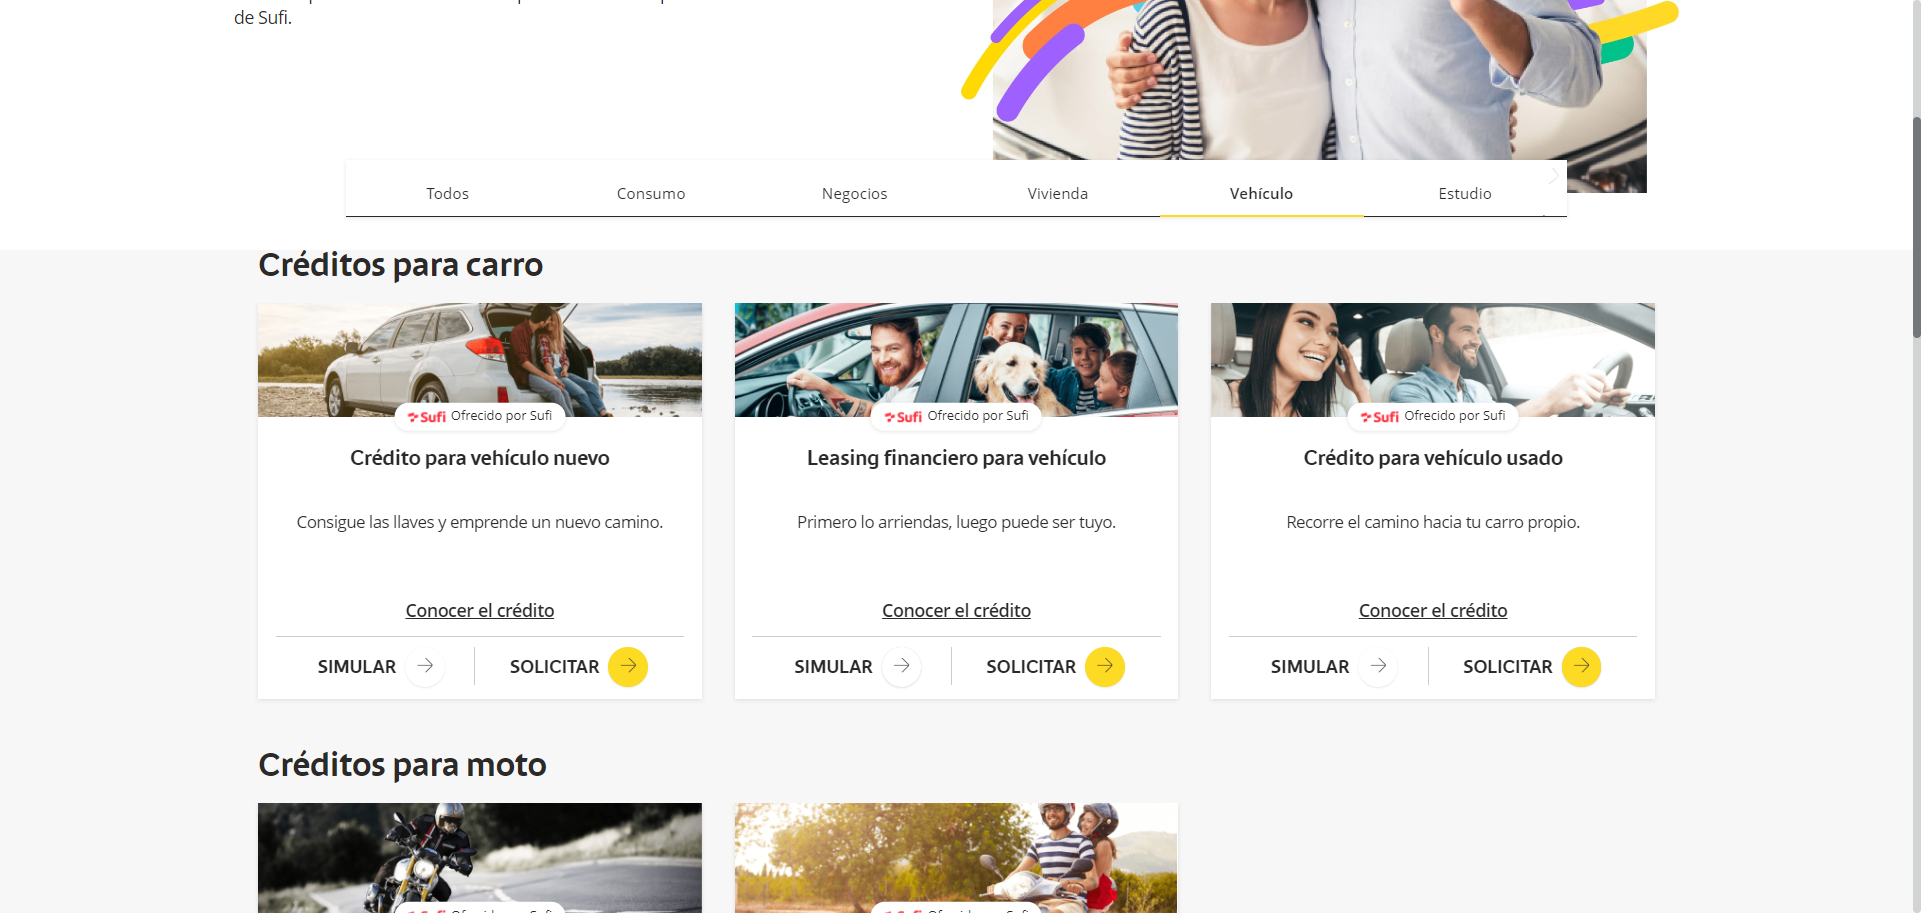 de Sufi.
Todos
Consumo
Negocios
Vivienda
Vehículo
Estudio
Créditos para carro
Sufi Ofrecido por Sufi
Sufi Ofrecido por Sufi
Sufi Ofrecido por Sufi
Crédito para vehículo nuevo
Leasing financiero para vehículo
Crédito para vehículo usado
Consigue las llaves y emprende un nuevo camino.
Primero lo arriendas, luego puede ser tuyo.
Recorre el camino hacia tu carro propio.
Conocer el crédito
Conocer el crédito
Conocer el crédito
SIMULAR
SOLICITAR
SIMULAR
SOLICITAR
SIMULAR
SOLICITAR
Créditos para moto